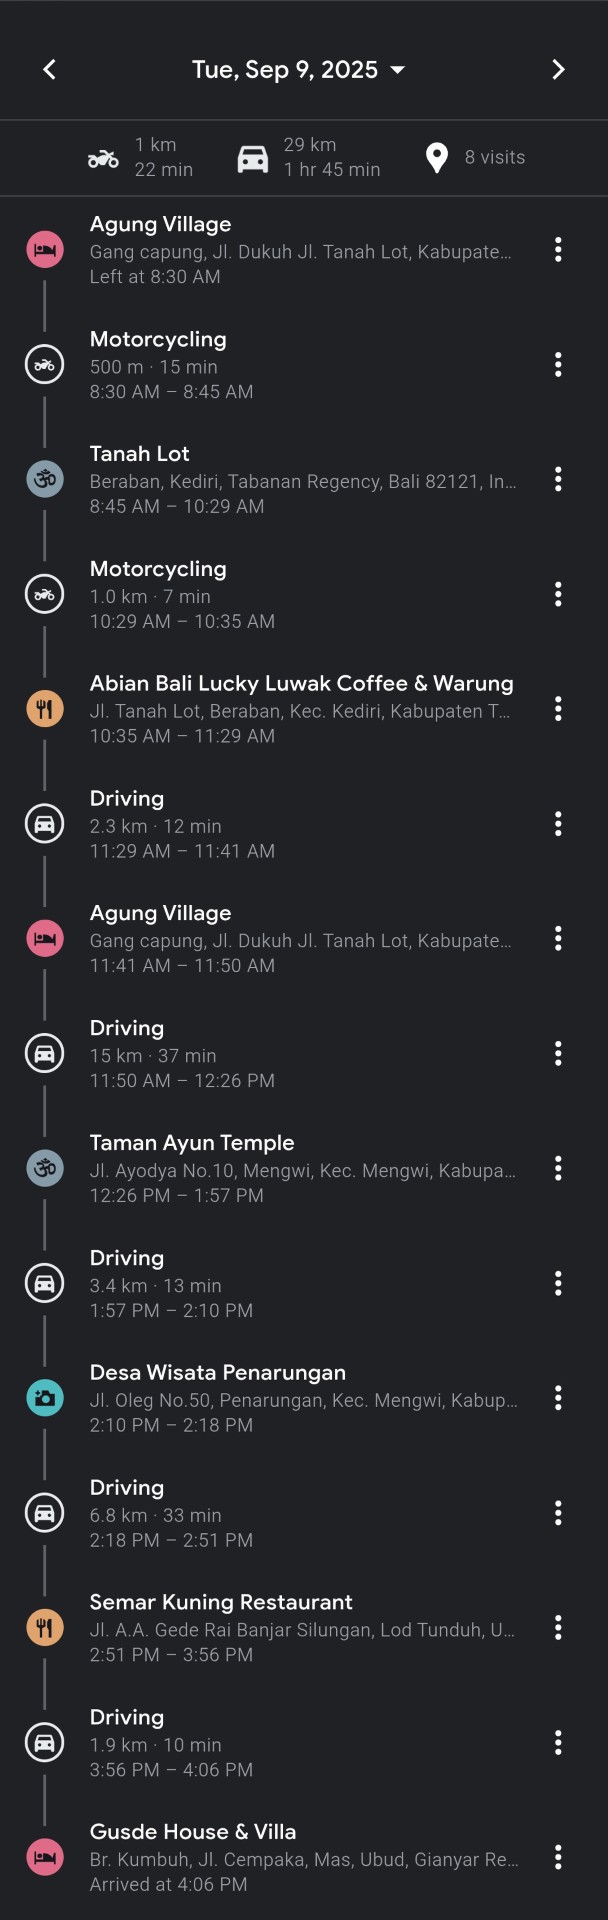 Tue, Sep 9, 2025
1 km
22 min
29 km
1 hr 45 min
8 visits
Agung Village
Gang capung, Jl. Dukuh Jl. Tanah Lot, Kabupate...
Left at 8:30 AM
Motorcycling
500 m · 15 min
8:30 AM – 8:45 AM
Tanah Lot
Beraban, Kediri, Tabanan Regency, Bali 82121, In...
8:45 AM – 10:29 AM
Motorcycling
1.0 km · 7 min
10:29 AM – 10:35 AM
Abian Bali Lucky Luwak Coffee & Warung
Jl. Tanah Lot, Beraban, Kec. Kediri, Kabupaten T...
10:35 AM – 11:29 AM
Driving
2.3 km · 12 min
11:29 AM – 11:41 AM
Agung Village
Gang capung, Jl. Dukuh Jl. Tanah Lot, Kabupate...
11:41 AM – 11:50 AM
Driving
15 km · 37 min
11:50 AM – 12:26 PM
Taman Ayun Temple
Jl. Ayodya No.10, Mengwi, Kec. Mengwi, Kabupa...
12:26 PM – 1:57 PM
Driving
3.4 km · 13 min
1:57 PM – 2:10 PM
Desa Wisata Penarungan
Jl. Oleg No.50, Penarungan, Kec. Mengwi, Kabup...
2:10 PM – 2:18 PM
Driving
6.8 km · 33 min
2:18 PM – 2:51 PM
Semar Kuning Restaurant
Jl. A.A. Gede Rai Banjar Silungan, Lod Tunduh, U...
2:51 PM – 3:56 PM
Driving
1.9 km · 10 min
3:56 PM – 4:06 PM
Gusde House & Villa
Br. Kumbuh, Jl. Cempaka, Mas, Ubud, Gianyar Re...
Arrived at 4:06 PM